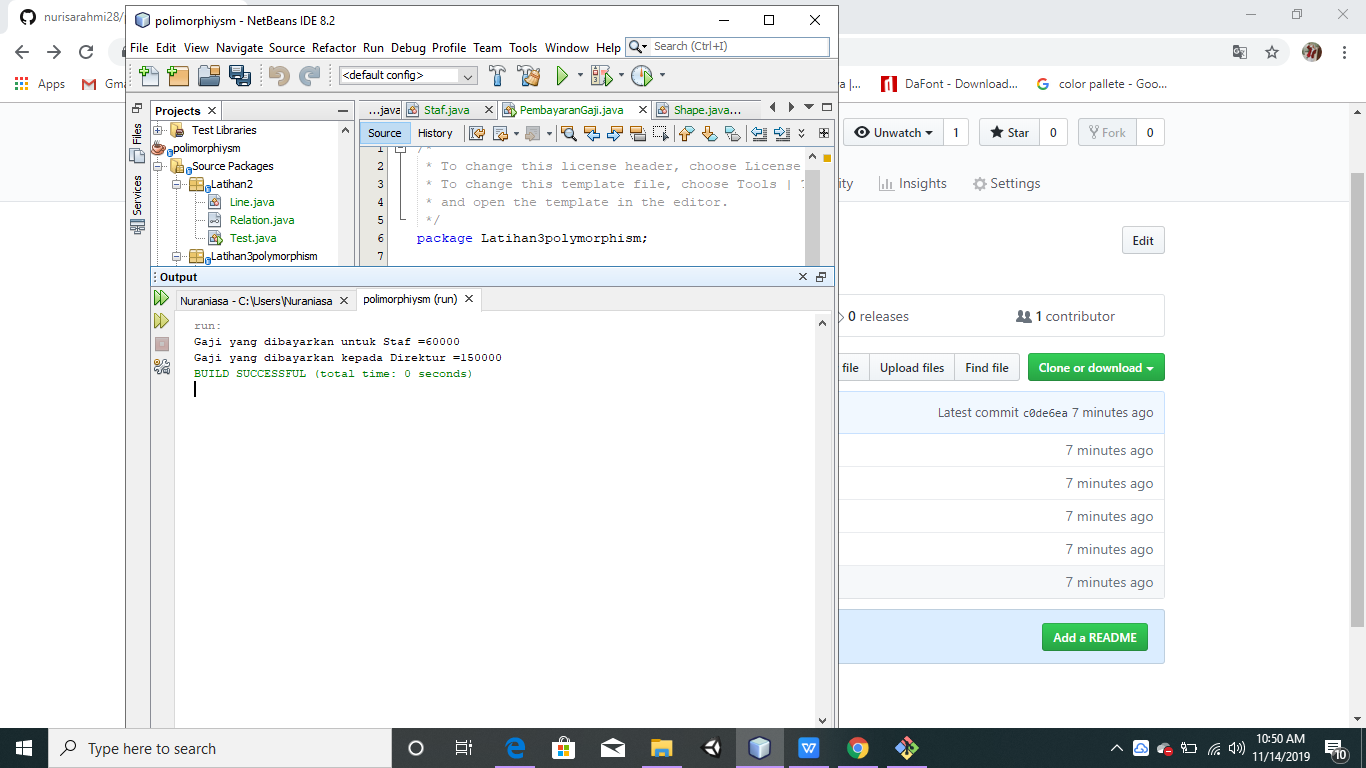 nurisarahmi28/
polimorphiysm - NetBeans IDE 8.2
File Edit View Navigate Source Refactor Run Debug Profile Team Tools Window Help Search (Ctrl+I)
<default config>
Apps
DaFont - Download...
color pallete - Goo...
Projects
Files
Services
Test Libraries
polimorphiysm
Source Packages
Latihan2
Line.java
Relation.java
Test.java
Latihan3polymorphism
...java Staf.java PembayaranGaji.java Shape.java...
Source History
1 /*
2 * To change this license header, choose License
3 * To change this template file, choose Tools |
4 * and open the template in the editor.
5 */
6 package Latihan3polymorphism;
7
Output
Nuraniasa - C:\Users\Nuraniasa polimorphiysm (run)
run:
Gaji yang dibayarkan untuk Staf =60000
Gaji yang dibayarkan kepada Direktur =150000
BUILD SUCCESSFUL (total time: 0 seconds)
Unwatch 1 Star 0 Fork 0
ity Insights Settings
Edit
0 releases 1 contributor
file Upload files Find file Clone or download
Latest commit c0de6ea 7 minutes ago
7 minutes ago
7 minutes ago
7 minutes ago
7 minutes ago
7 minutes ago
Add a README
Type here to search
10:50 AM
11/14/2019
10